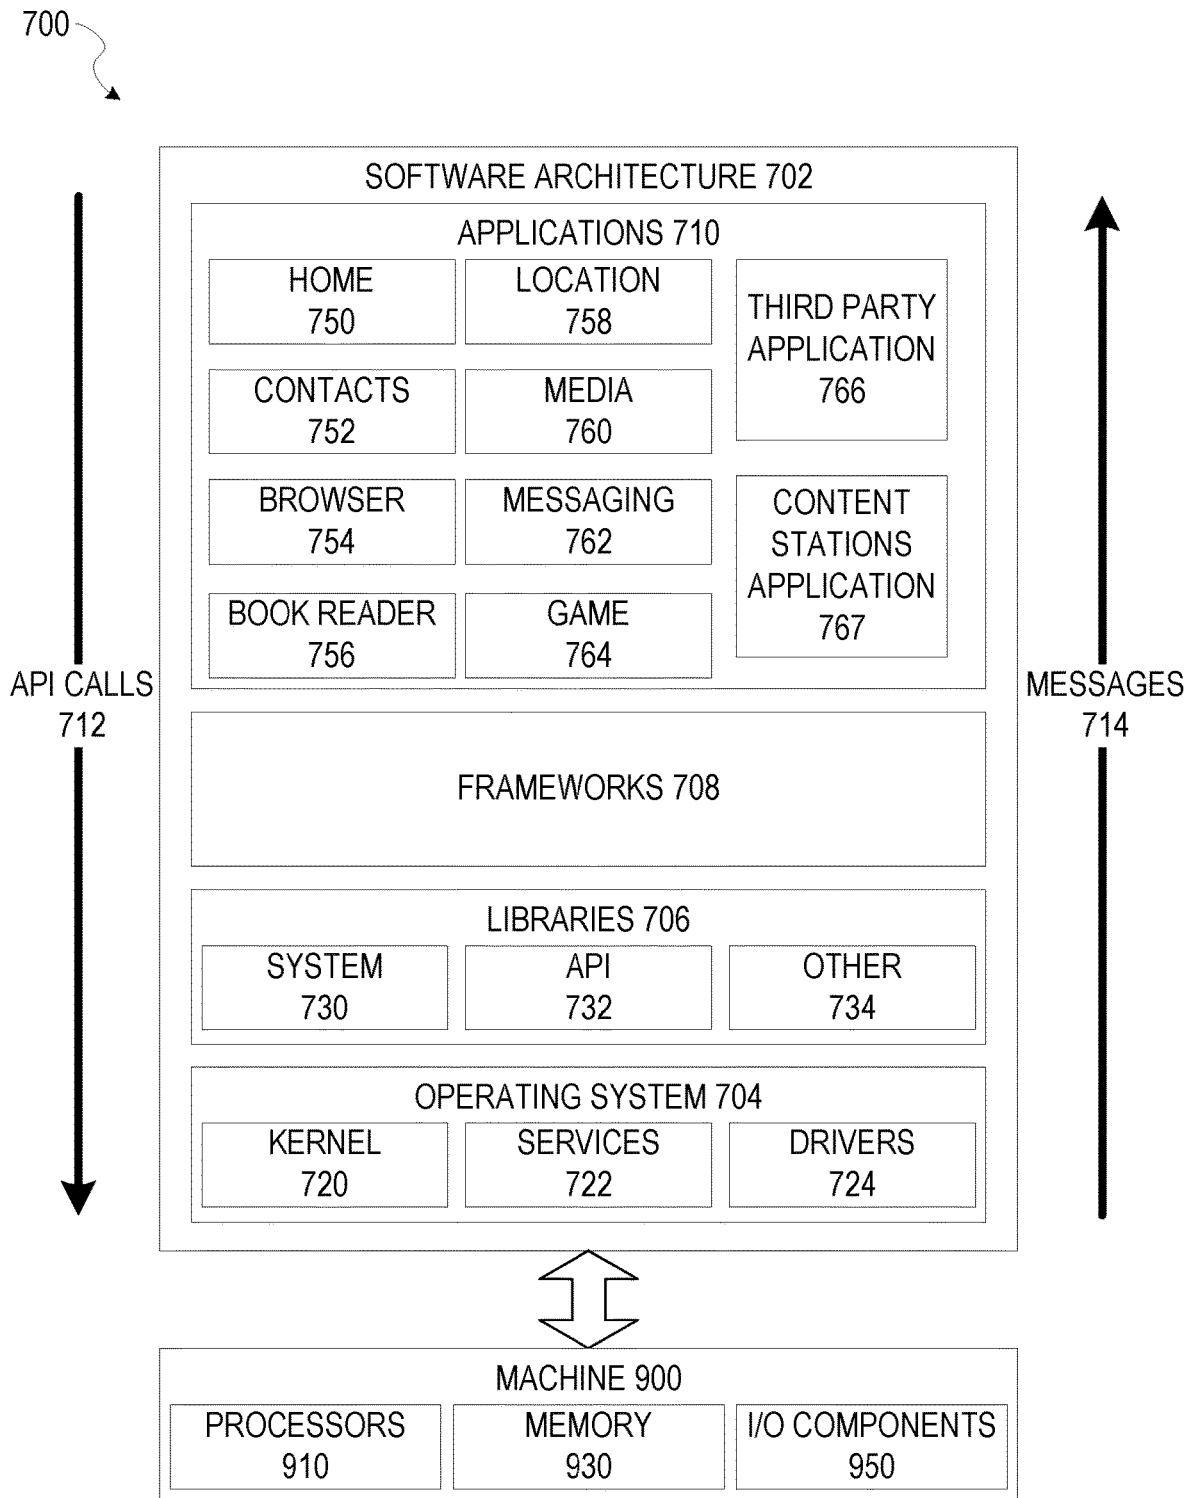 700
SOFTWARE ARCHITECTURE 702
APPLICATIONS 710
HOME
750
LOCATION
758
THIRD PARTY
APPLICATION
766
CONTACTS
752
MEDIA
760
BROWSER
754
MESSAGING
762
CONTENT
STATIONS
APPLICATION
767
BOOK READER
756
GAME
764
API CALLS
712
MESSAGES
714
FRAMEWORKS 708
LIBRARIES 706
SYSTEM
730
API
732
OTHER
734
OPERATING SYSTEM 704
KERNEL
720
SERVICES
722
DRIVERS
724
MACHINE 900
PROCESSORS
910
MEMORY
930
I/O COMPONENTS
950